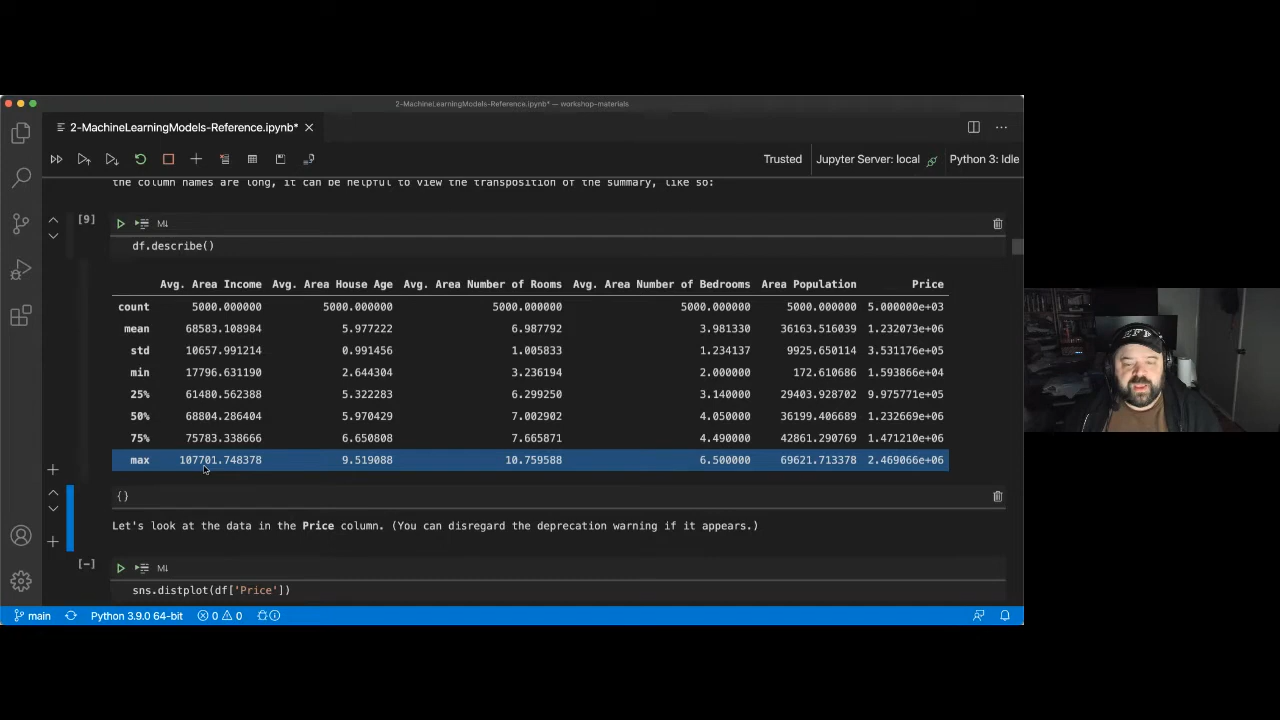 2-MachineLearningModels-Reference.ipynb* — workshop-materials
2-MachineLearningModels-Reference.ipynb*
Trusted Jupyter Server: local Python 3: Idle
the column names are long, it can be helpful to view the transposition of the summary, like so:
[9]
M↓
df.describe()
Avg. Area Income Avg. Area House Age Avg. Area Number of Rooms Avg. Area Number of Bedrooms Area Population Price
count 5000.000000 5000.000000 5000.000000 5000.000000 5000.000000 5.000000e+03
mean 68583.108984 5.977222 6.987792 3.981330 36163.516039 1.232073e+06
std 10657.991214 0.991456 1.005833 1.234137 9925.650114 3.531176e+05
min 17796.631190 2.644304 3.236194 2.000000 172.610686 1.593866e+04
25% 61480.562388 5.322283 6.299250 3.140000 29403.928702 9.975771e+05
50% 68804.286404 5.970429 7.002902 4.050000 36199.406689 1.232669e+06
75% 75783.338666 6.650808 7.665871 4.490000 42861.290769 1.471210e+06
max 107701.748378 9.519088 10.759588 6.500000 69621.713378 2.469066e+06
{}
Let's look at the data in the Price column. (You can disregard the deprecation warning if it appears.)
[-]
M↓
sns.distplot(df['Price'])
main Python 3.9.0 64-bit 0 0